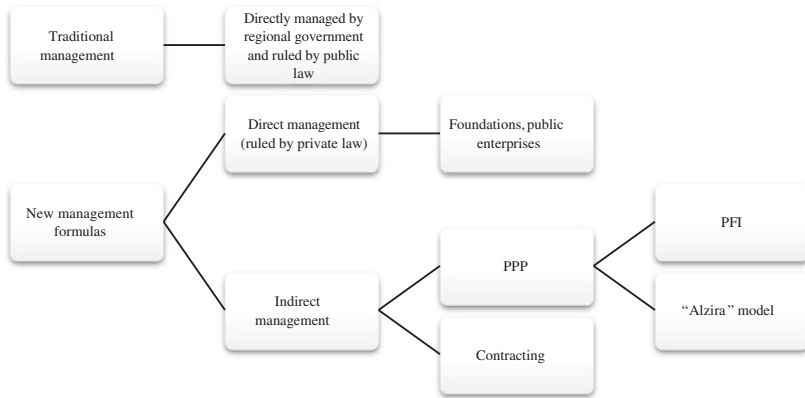 Traditional
management
Directly managed by
regional government
and ruled by public
law
Direct management
(ruled by private law)
Foundations, public
enterprises
New management
formulas
Indirect
management
PPP
Contracting
PFI
“Alzira” model